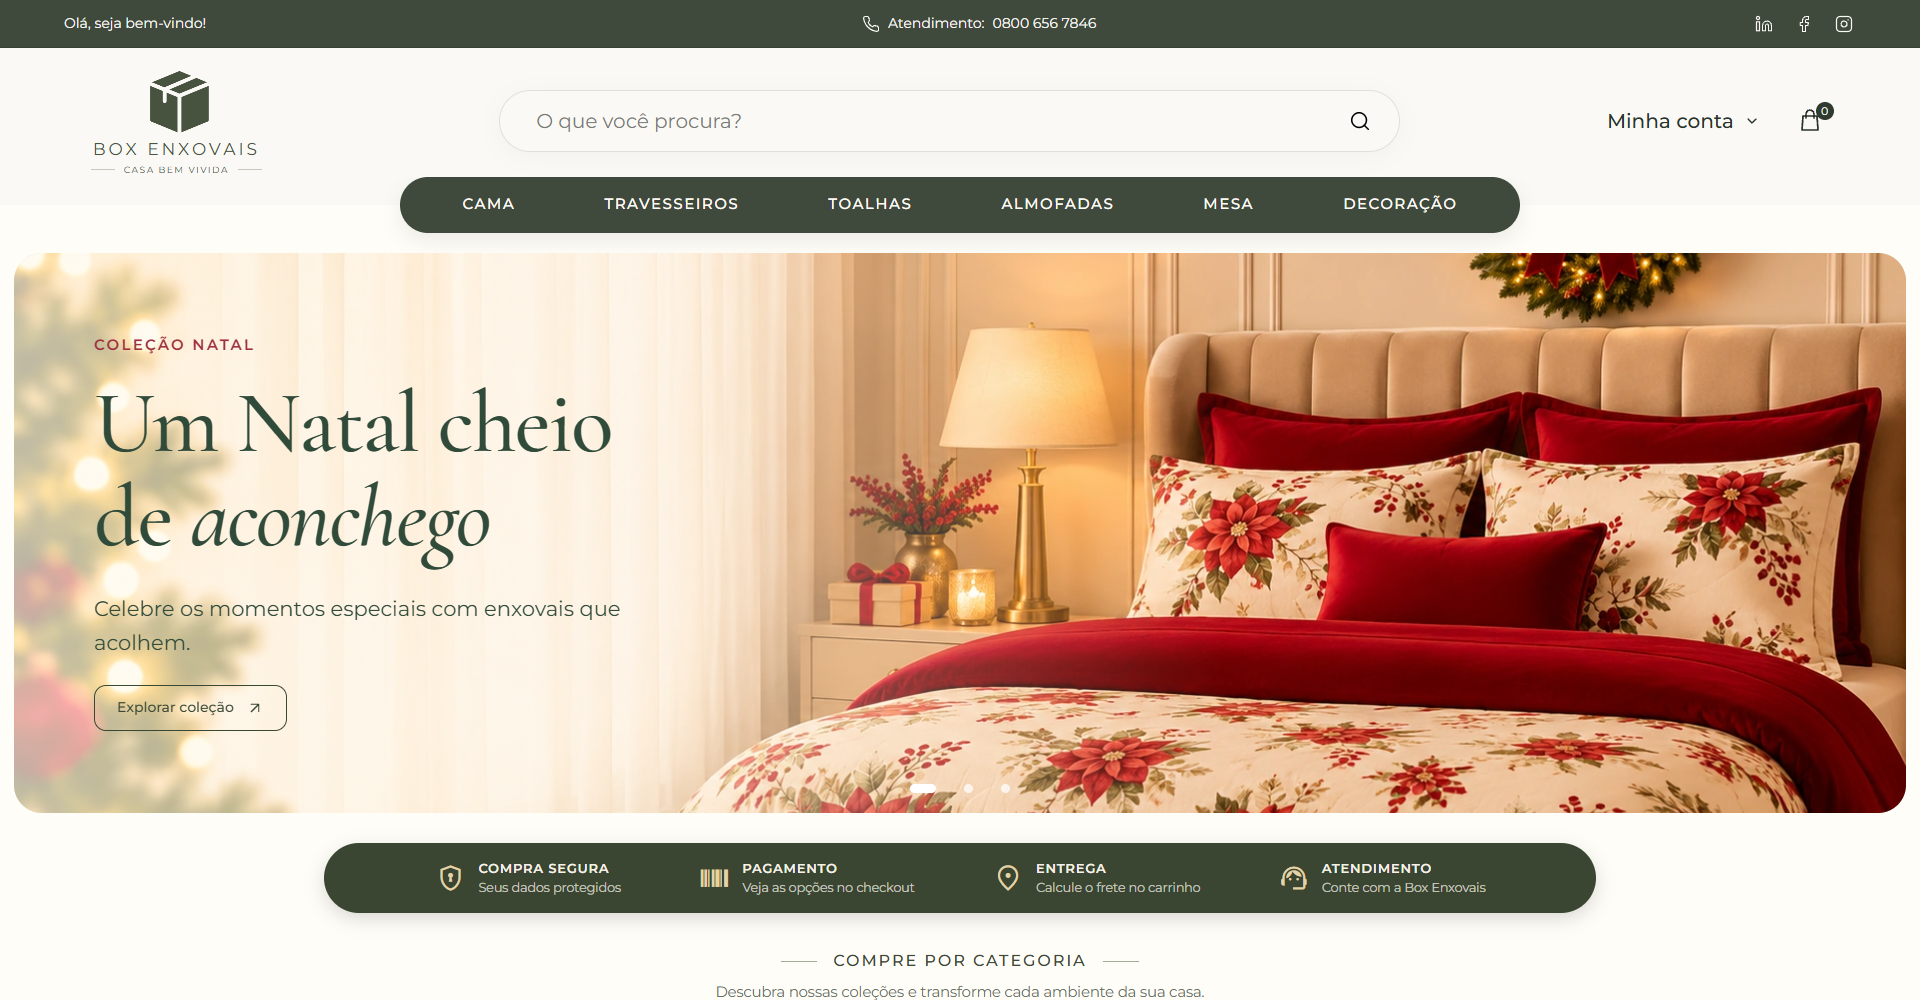 Olá, seja bem-vindo!
Atendimento: 0800 656 7846
BOX ENXOVAIS
CASA BEM VIVIDA
O que você procura?
Minha conta
0
CAMA
TRAVESSEIROS
TOALHAS
ALMOFADAS
MESA
DECORAÇÃO
COLEÇÃO NATAL
Um Natal cheio
de aconchego
Celebre os momentos especiais com enxovais que
acolhem.
Explorar coleção
COMPRA SEGURA
Seus dados protegidos
PAGAMENTO
Veja as opções no checkout
ENTREGA
Calcule o frete no carrinho
ATENDIMENTO
Conte com a Box Enxovais
COMPRE POR CATEGORIA
Descubra nossas coleções e transforme cada ambiente da sua casa.